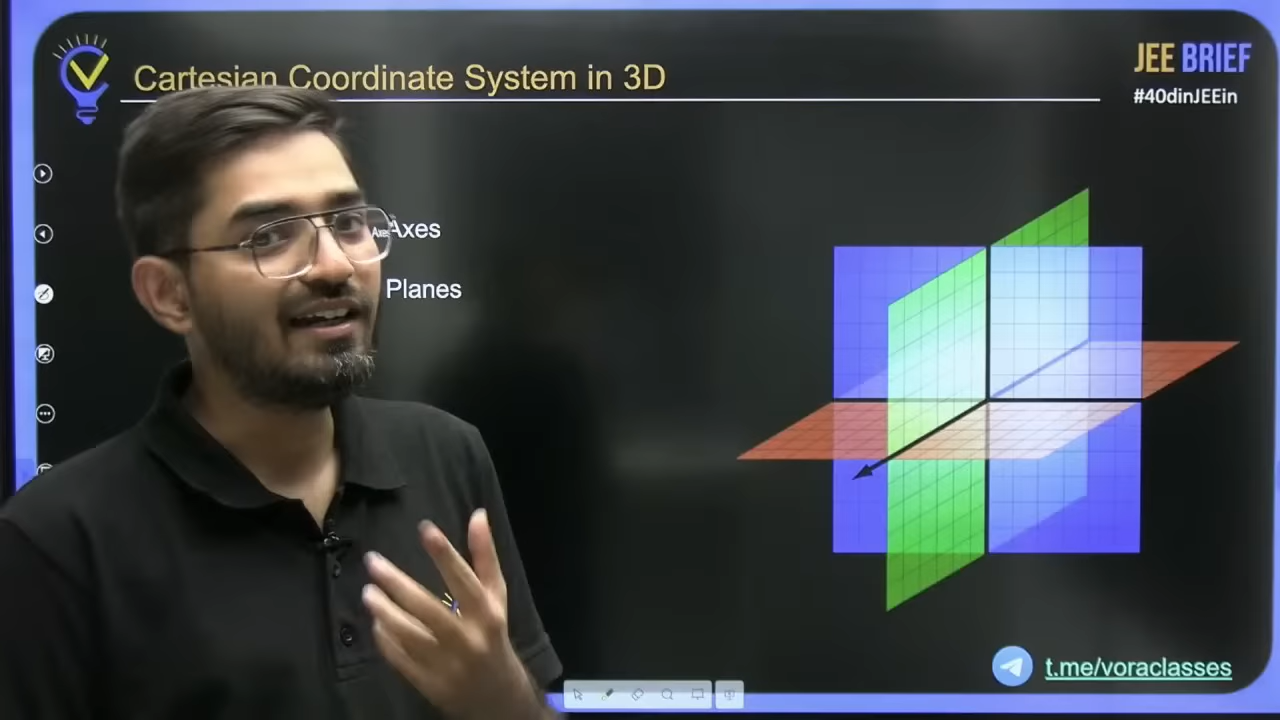 Cartesian Coordinate System in 3D
JEE BRIEF
#40dinJEEin
Axes
Planes
t.me/voraclasses